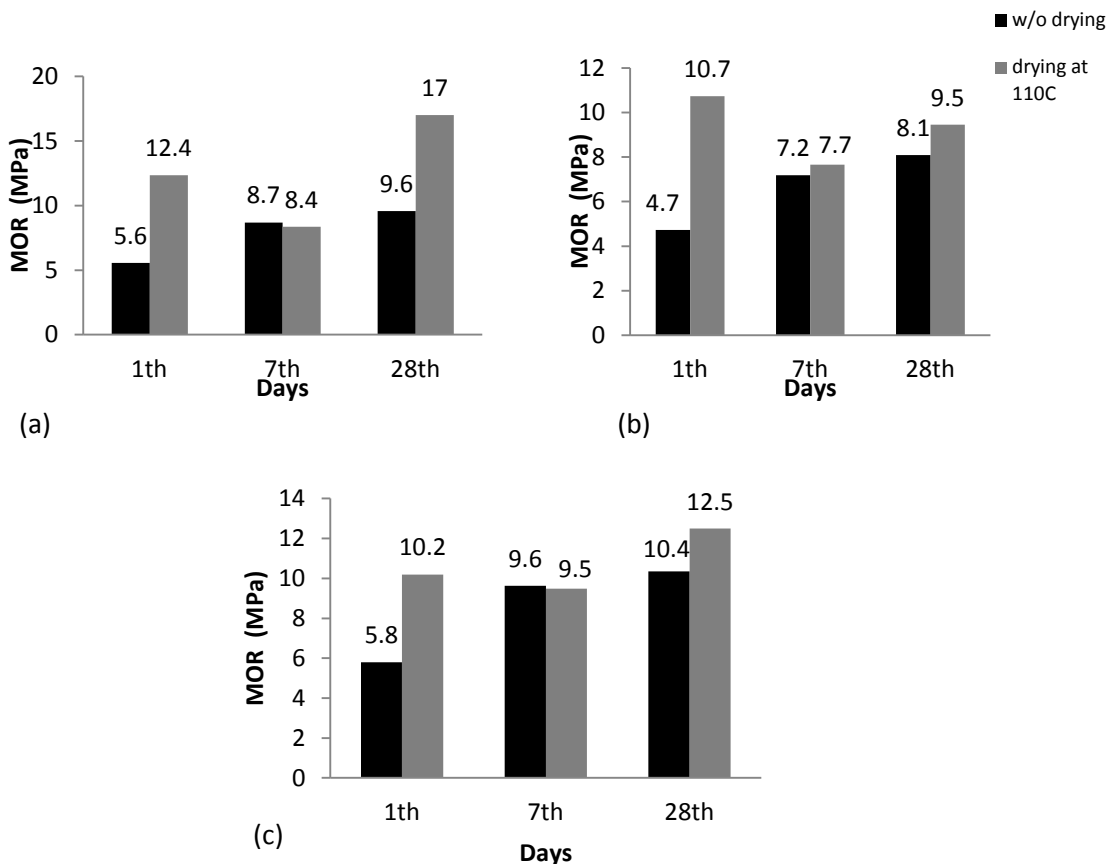 w/o drying
drying at
110C
MOR (MPa)
20
15
10
5
0
5.6
12.4
8.7
8.4
9.6
17
1th
7th
28th
Days
(a)
MOR (MPa)
12
10
8
6
4
2
0
4.7
10.7
7.2
7.7
8.1
9.5
1th
7th
28th
Days
(b)
MOR (MPa)
14
12
10
8
6
4
2
0
5.8
10.2
9.6
9.5
10.4
12.5
1th
7th
28th
Days
(c)